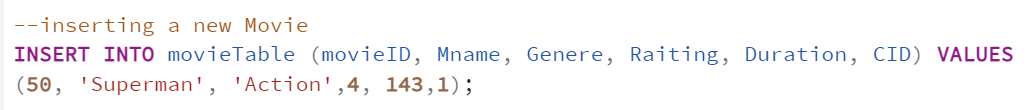 --inserting a new Movie
INSERT INTO movieTable (movieID, Mname, Genere, Raiting, Duration, CID) VALUES
(50, 'Superman', 'Action',4, 143,1);